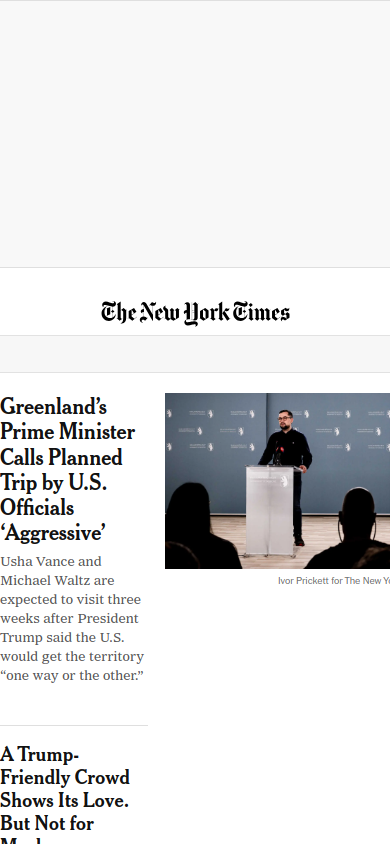 The New York Times
Greenland’s
Prime Minister
Calls Planned
Trip by U.S.
Officials
‘Aggressive’
Usha Vance and
Michael Waltz are
expected to visit three
weeks after President
Trump said the U.S.
would get the territory
“one way or the other.”
Ivor Prickett for The New Yo
A Trump-
Friendly Crowd
Shows Its Love.
But Not for